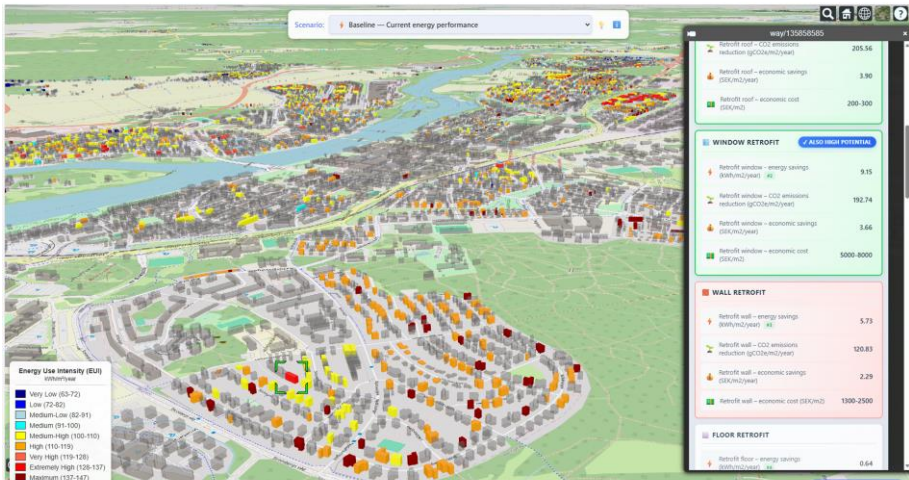 Scenario:
Baseline — Current energy performance
way/135858585
Retrofit roof – CO2 emissions
reduction (gCO2e/m2/year)
205.56
Retrofit roof – economic savings
(SEK/m2/year)
3.90
Retrofit roof – economic cost
(SEK/m2)
200-300
WINDOW RETROFIT
✓ ALSO HIGH POTENTIAL
Retrofit window – energy savings
(kWh/m2/year)
9.15
Retrofit window – CO2 emissions
reduction (gCO2e/m2/year)
192.74
Retrofit window – economic savings
(SEK/m2/year)
3.66
Retrofit window – economic cost
(SEK/m2)
5000-8000
WALL RETROFIT
Retrofit wall – energy savings
(kWh/m2/year)
5.73
Retrofit wall – CO2 emissions
reduction (gCO2e/m2/year)
120.83
Retrofit wall – economic savings
(SEK/m2/year)
2.29
Retrofit wall – economic cost (SEK/m2)
1300-2500
FLOOR RETROFIT
Retrofit floor – energy savings
(kWh/m2/year)
0.64
Energy Use Intensity (EUI)
kWh/m²/year
Very Low (63-72)
Low (72-82)
Medium-Low (82-91)
Medium (91-100)
Medium-High (100-110)
High (110-119)
Very High (119-128)
Extremely High (128-137)
Maximum (137-147)